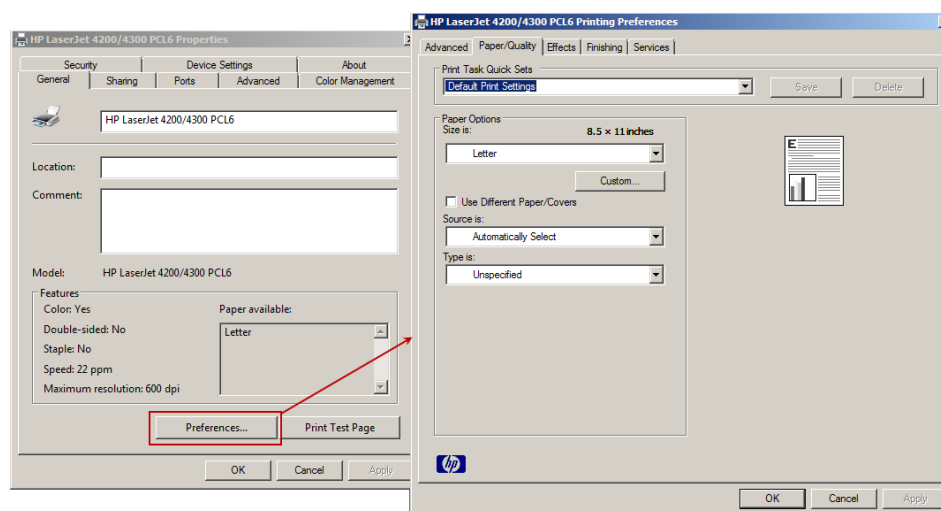 HP LaserJet 4200/4300 PCL6 Properties
Security Device Settings About
General Sharing Ports Advanced Color Management
HP LaserJet 4200/4300 PCL6
Location:
Comment:
Model: HP LaserJet 4200/4300 PCL6
Features
Color: Yes Paper available:
Double-sided: No Letter
Staple: No
Speed: 22 ppm
Maximum resolution: 600 dpi
Preferences... Print Test Page
OK Cancel Apply
HP LaserJet 4200/4300 PCL6 Printing Preferences
Advanced Paper/Quality Effects Finishing Services
Print Task Quick Sets
Default Print Settings Save Delete
Paper Options
Size is: 8.5 × 11 inches
Letter
Custom...
Use Different Paper/Covers
Source is:
Automatically Select
Type is:
Unspecified
E
hp
OK Cancel Apply